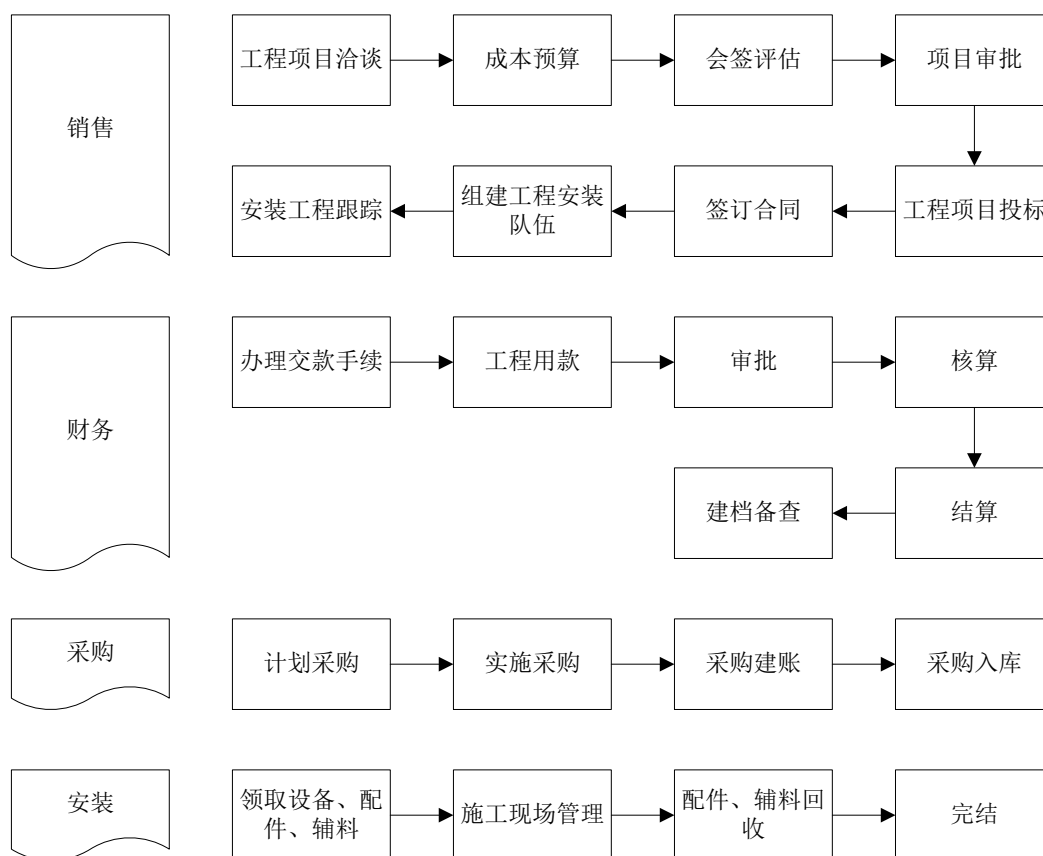 销售
工程项目洽谈
成本预算
会签评估
项目审批
安装工程跟踪
组建工程安装
队伍
签订合同
工程项目投标
财务
办理交款手续
工程用款
审批
核算
建档备查
结算
采购
计划采购
实施采购
采购建账
采购入库
安装
领取设备、配
件、辅料
施工现场管理
配件、辅料回
收
完结